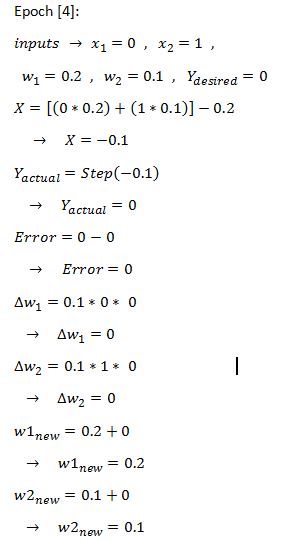 Epoch [4]:
inputs → x₁ = 0 , x₂ = 1 ,
w₁ = 0.2 , w₂ = 0.1 , Y_desired = 0
X = [(0 * 0.2) + (1 * 0.1)] − 0.2
→ X = −0.1
Y_actual = Step(−0.1)
→ Y_actual = 0
Error = 0 − 0
→ Error = 0
Δw₁ = 0.1 * 0 * 0
→ Δw₁ = 0
Δw₂ = 0.1 * 1 * 0
→ Δw₂ = 0
w1_new = 0.2 + 0
→ w1_new = 0.2
w2_new = 0.1 + 0
→ w2_new = 0.1